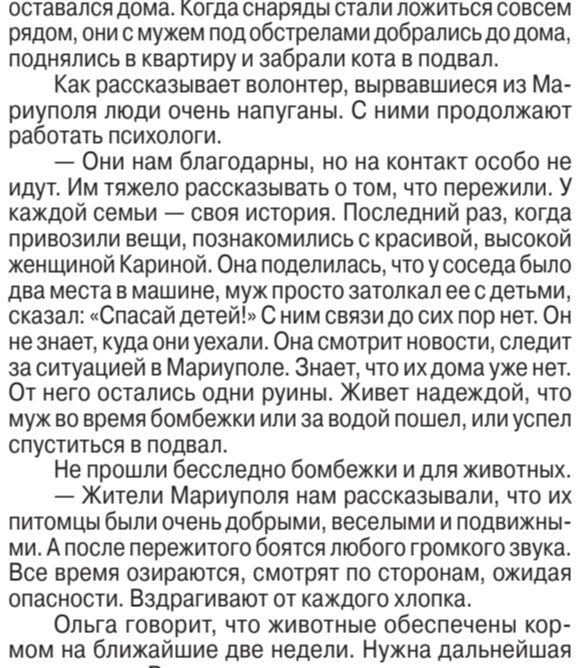 оставался дома. Когда снаряды стали ложиться совсем
рядом, они с мужем под обстрелами добрались до дома,
поднялись в квартиру и забрали кота в подвал.
Как рассказывает волонтер, вырвавшиеся из Ма-
риуполя люди очень напуганы. С ними продолжают
работать психологи.
— Они нам благодарны, но на контакт особо не
идут. Им тяжело рассказывать о том, что пережили. У
каждой семьи — своя история. Последний раз, когда
привозили вещи, познакомились с красивой, высокой
женщиной Кариной. Она поделилась, что у соседа было
два места в машине, муж просто затолкал ее с детьми,
сказал: «Спасай детей!» С ним связи до сих пор нет. Он
не знает, куда они уехали. Она смотрит новости, следит
за ситуацией в Мариуполе. Знает, что их дома уже нет.
От него остались одни руины. Живет надеждой, что
муж во время бомбежки или за водой пошел, или успел
спуститься в подвал.
Не прошли бесследно бомбежки и для животных.
— Жители Мариуполя нам рассказывали, что их
питомцы были очень добрыми, веселыми и подвижны-
ми. А после пережитого боятся любого громкого звука.
Все время озираются, смотрят по сторонам, ожидая
опасности. Вздрагивают от каждого хлопка.
Ольга говорит, что животные обеспечены кор-
мом на ближайшие две недели. Нужна дальнейшая